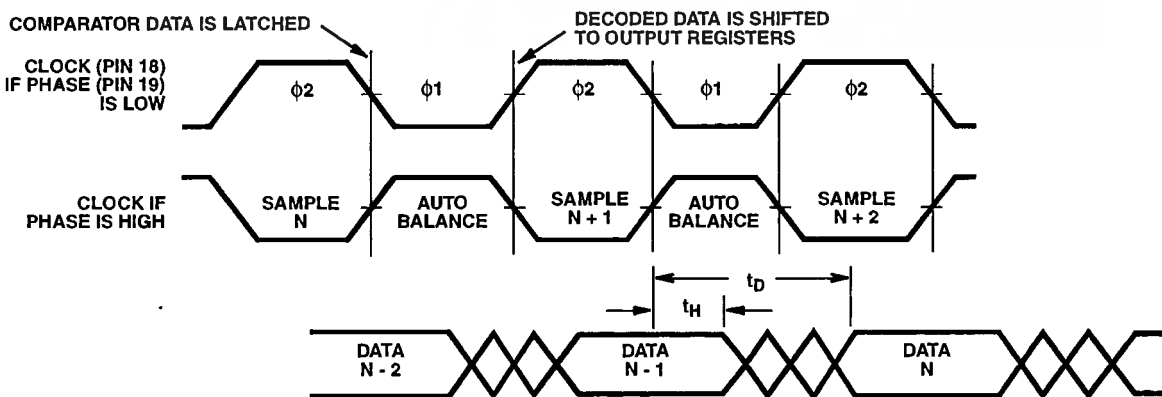 COMPARATOR DATA IS LATCHED
DECODED DATA IS SHIFTED
TO OUTPUT REGISTERS
CLOCK (PIN 18)
IF PHASE (PIN 19)
IS LOW
ϕ2
ϕ1
ϕ2
ϕ1
ϕ2
CLOCK IF
PHASE IS HIGH
SAMPLE
N
AUTO
BALANCE
SAMPLE
N + 1
AUTO
BALANCE
SAMPLE
N + 2
tD
tH
DATA
N - 2
DATA
N - 1
DATA
N